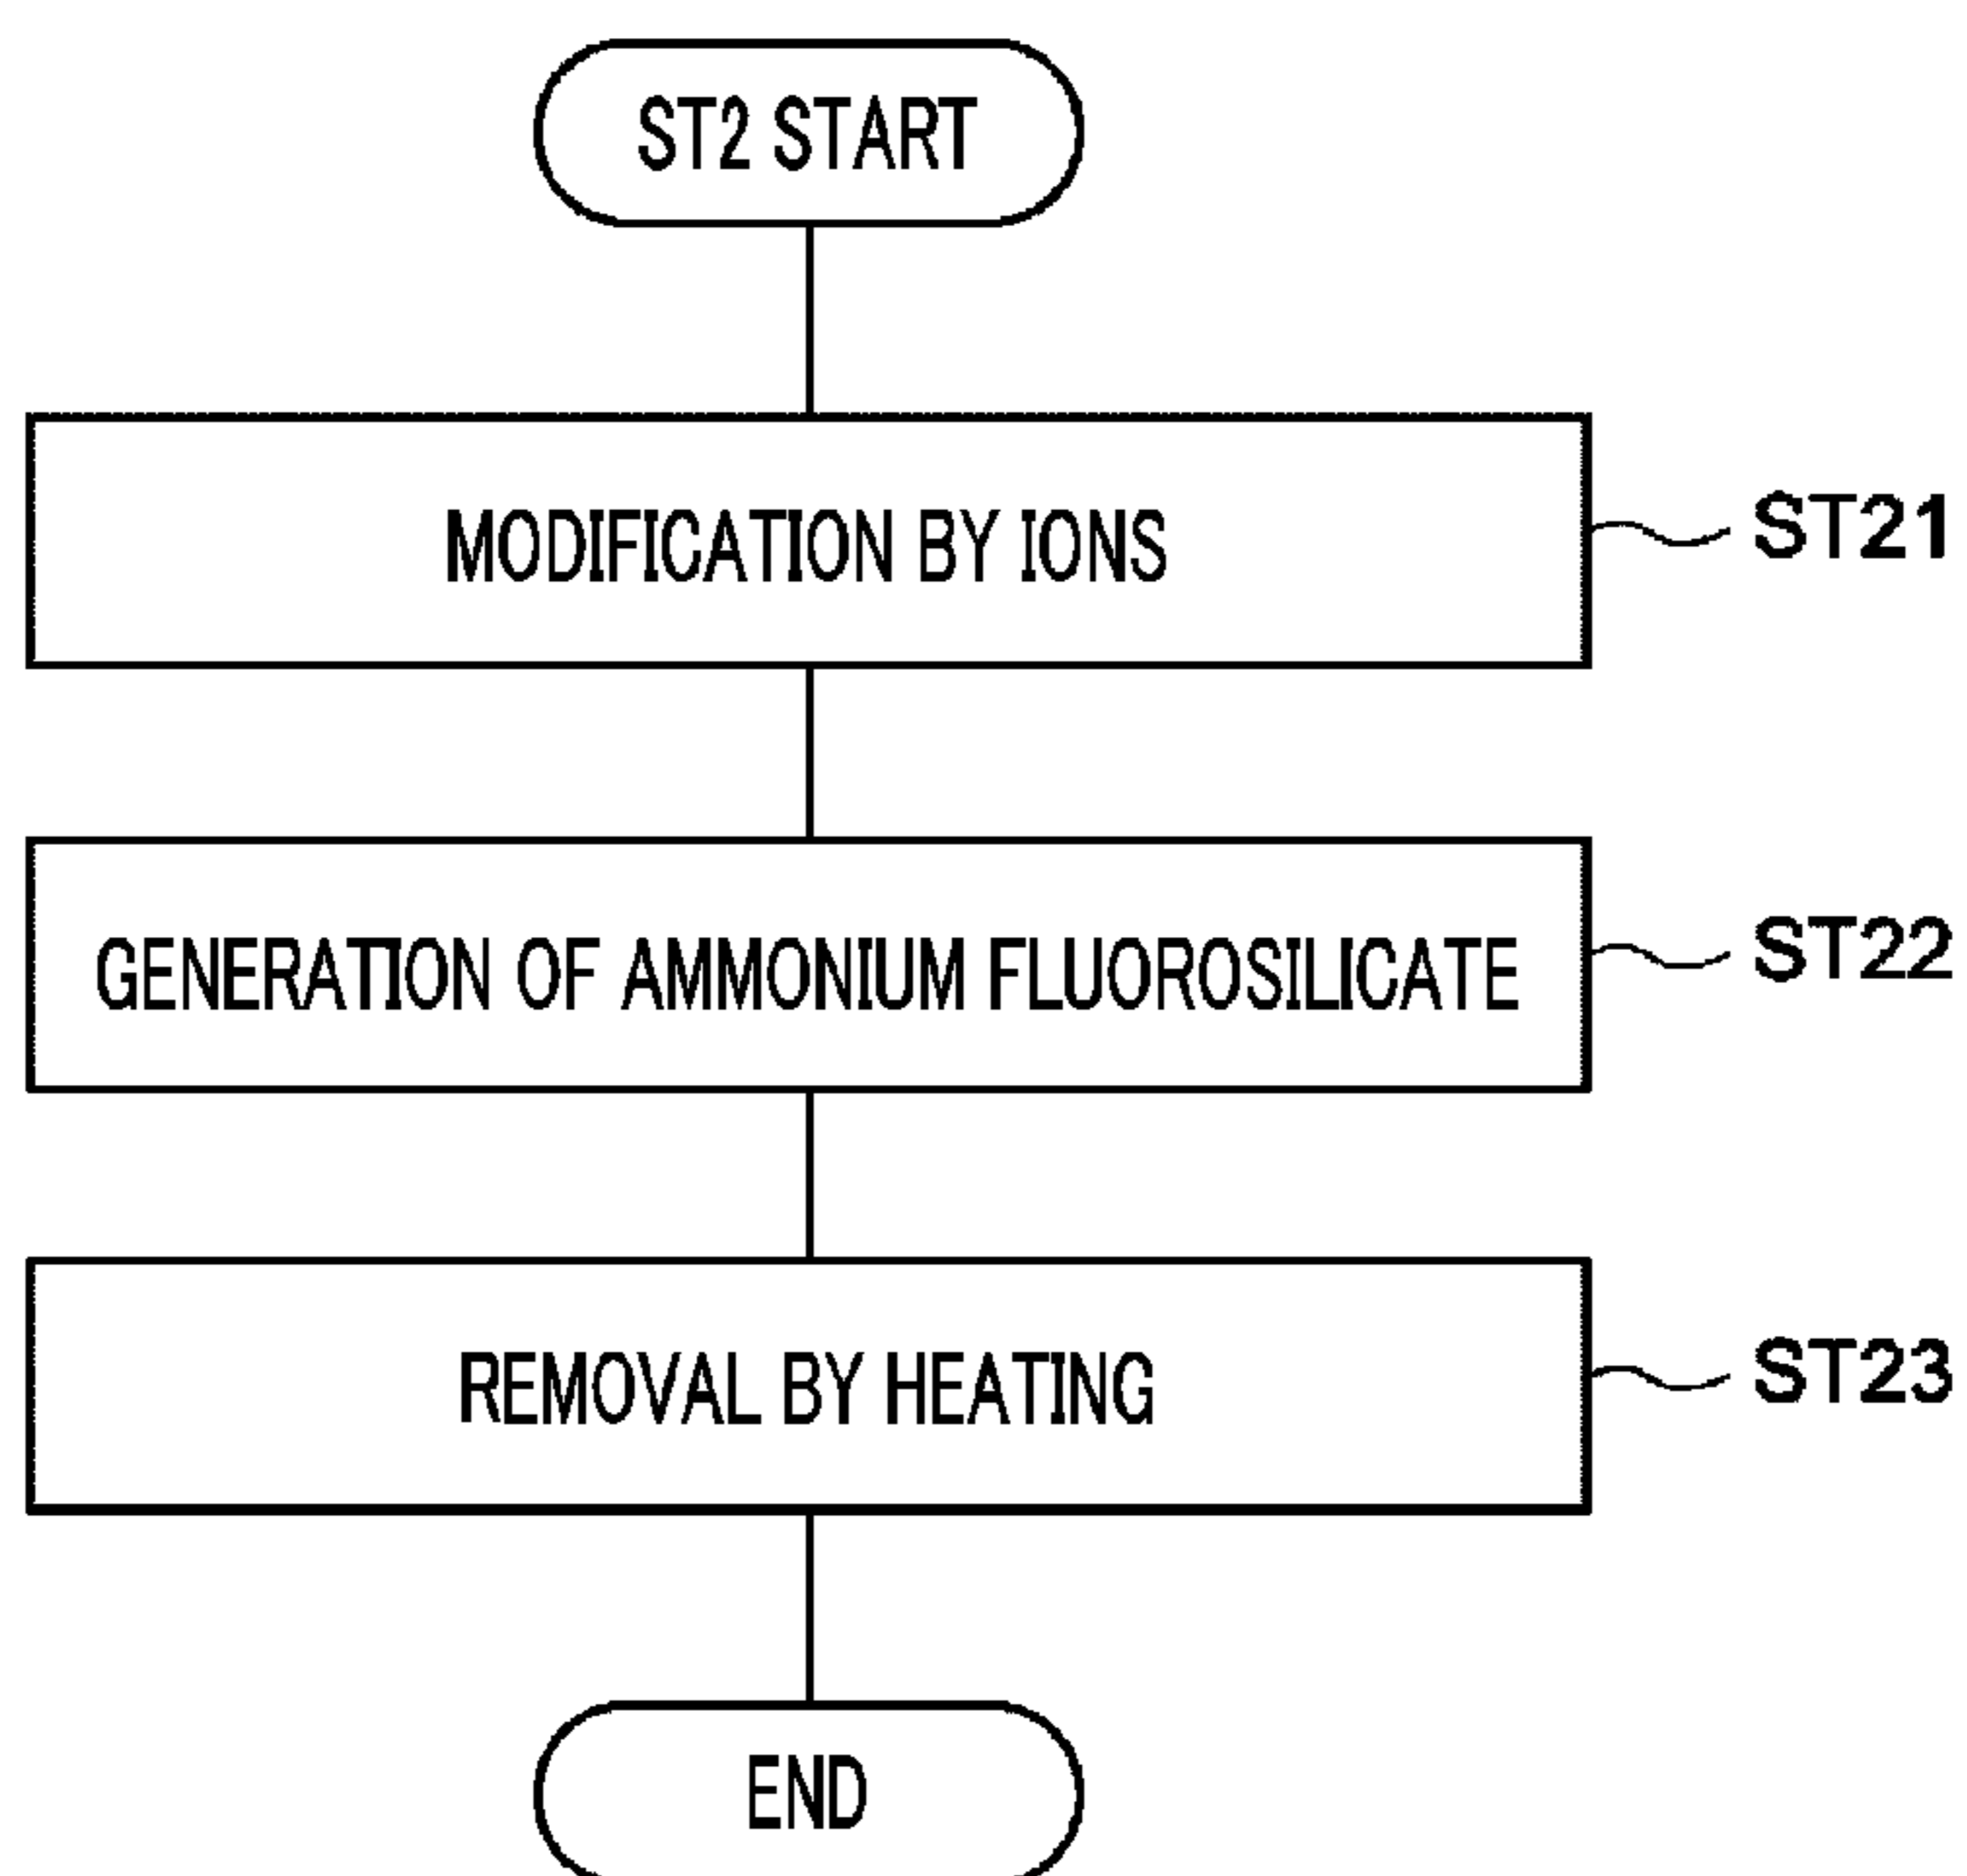 ST2 START
MODIFICATION BY IONS
ST21
GENERATION OF AMMONIUM FLUOROSILICATE
ST22
REMOVAL BY HEATING
ST23
END